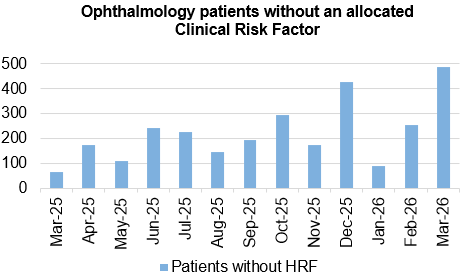 Ophthalmology patients without an allocated
Clinical Risk Factor
500
400
300
200
100
0
Mar-25
Apr-25
May-25
Jun-25
Jul-25
Aug-25
Sep-25
Oct-25
Nov-25
Dec-25
Jan-26
Feb-26
Mar-26
Patients without HRF